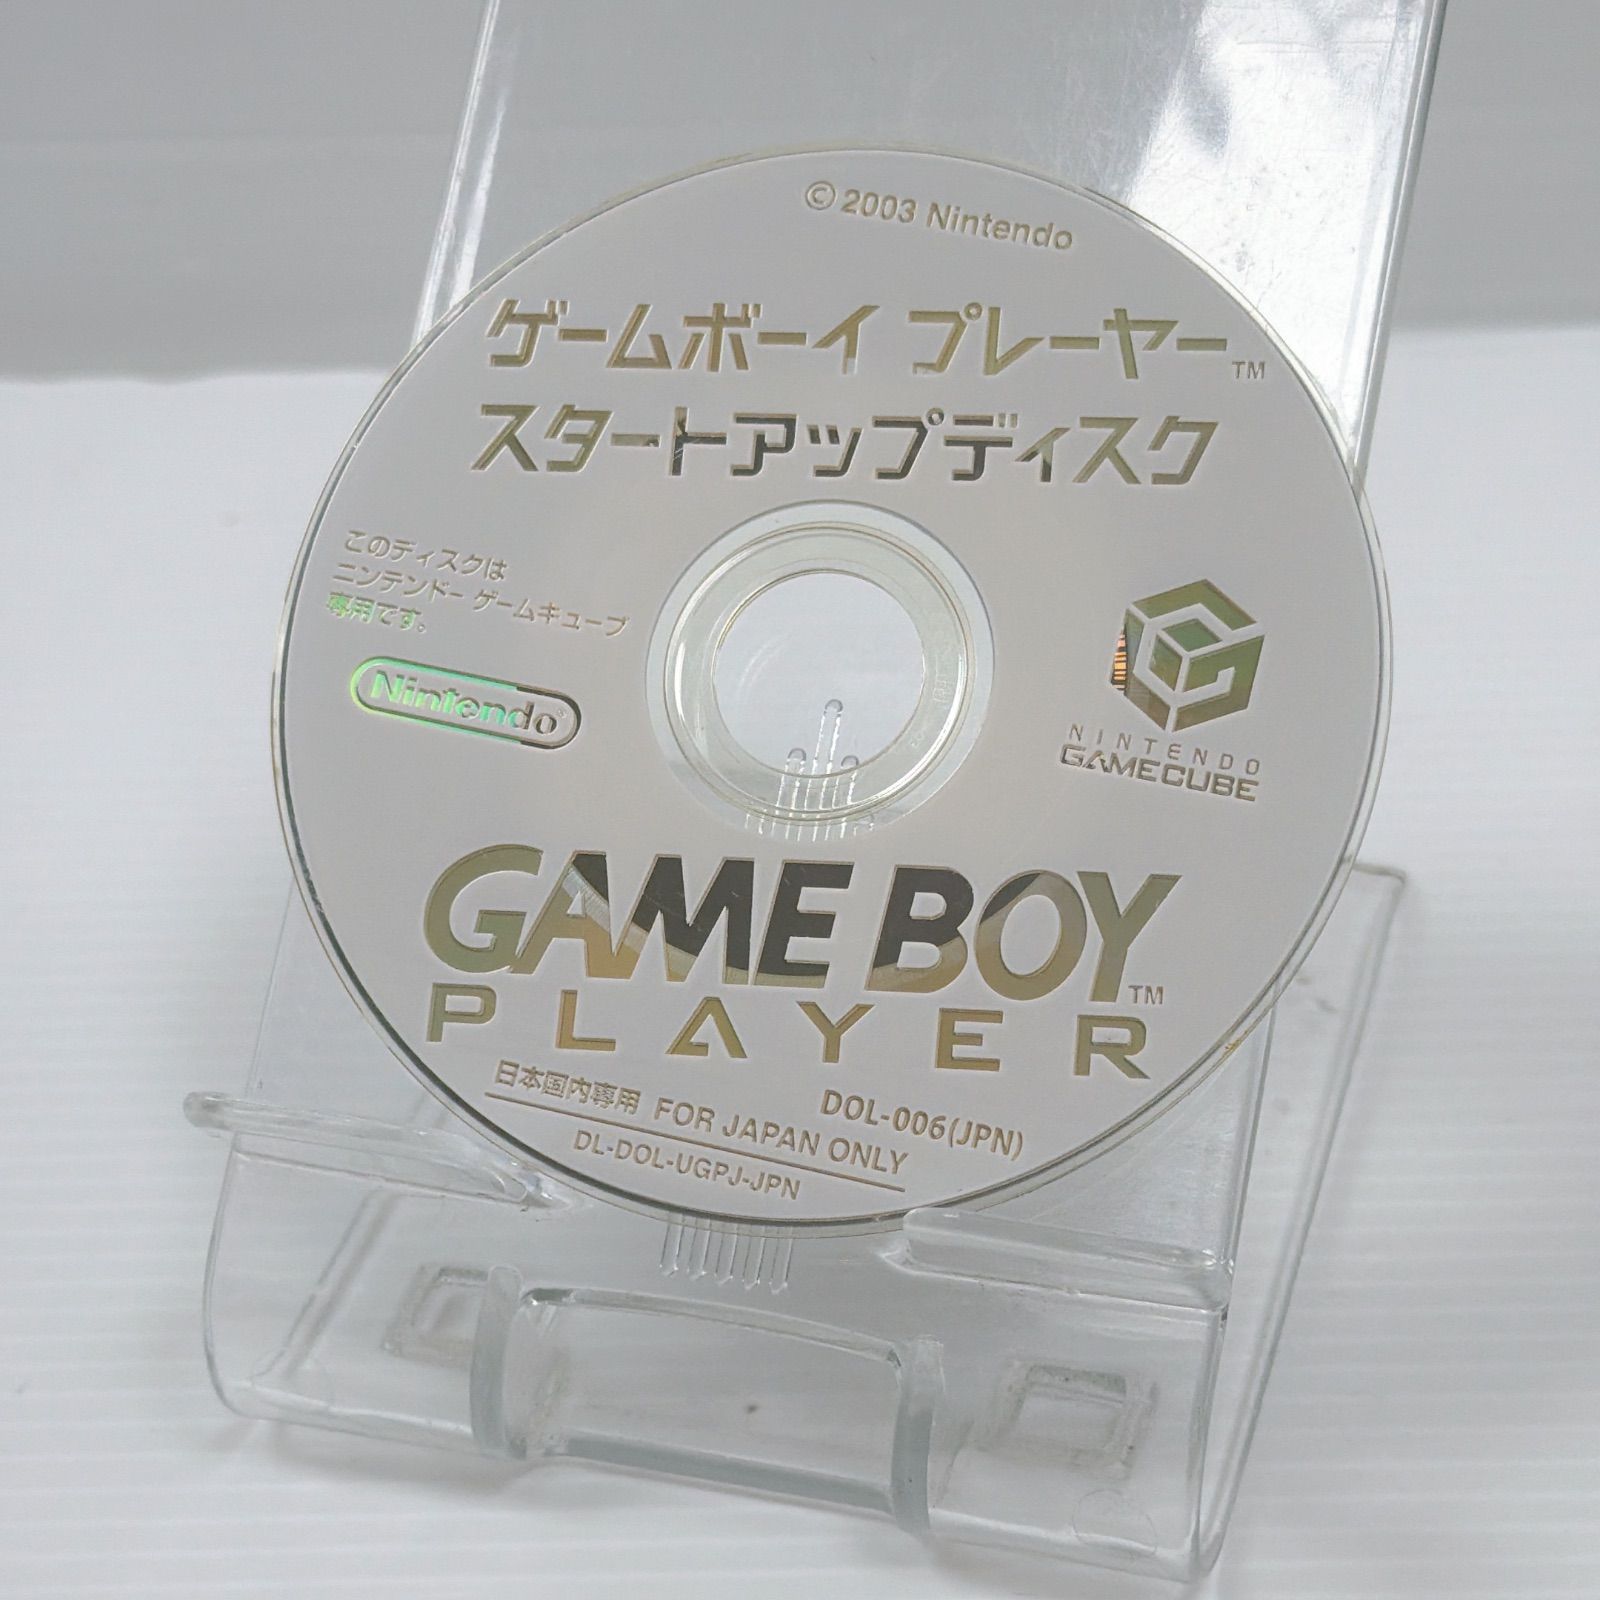 © 2003 Nintendo
ゲームボーイ プレーヤー™
スタートアップディスク
このディスクは
ニンテンドー ゲームキューブ
専用です。
Nintendo®
NINTENDO
GAMECUBE
GAME BOY™
PLAYER
日本国内専用 FOR JAPAN ONLY
DOL-006(JPN)
DL-DOL-UGPJ-JPN